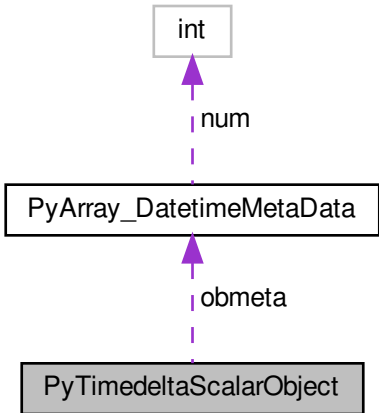 int
num
PyArray_DatetimeMetaData
obmeta
PyTimedeltaScalarObject